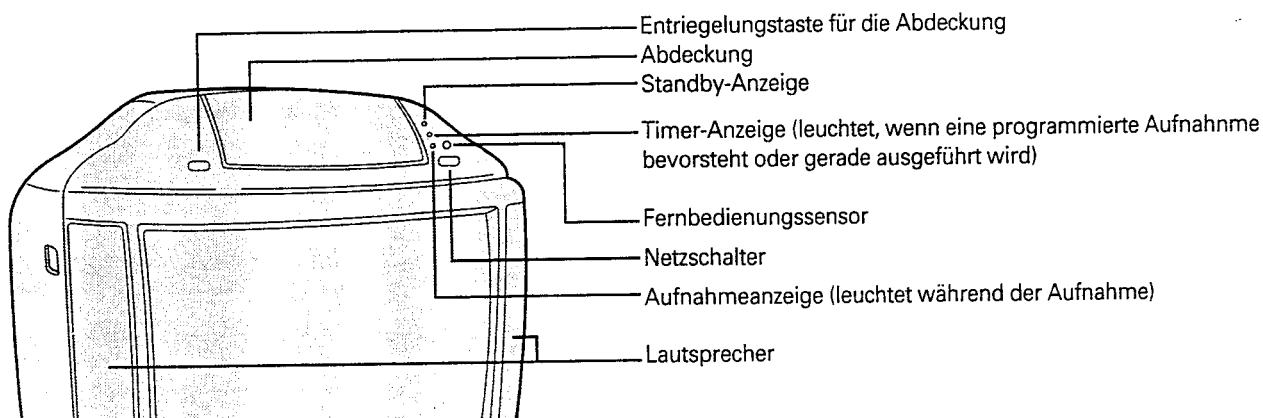 Entriegelungstaste für die Abdeckung
Abdeckung
Standby-Anzeige
Timer-Anzeige (leuchtet, wenn eine programmierte Aufnahnme
bevorsteht oder gerade ausgeführt wird)
Fernbedienungssensor
Netzschalter
Aufnahmeanzeige (leuchtet während der Aufnahme)
Lautsprecher